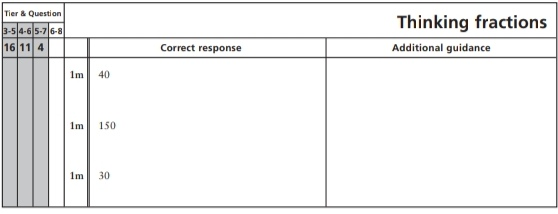 Tier & Question
Thinking fractions
3-5 4-6 5-7 6-8
16 11 4
Correct response Additional guidance
1m 40
1m 150
1m 30